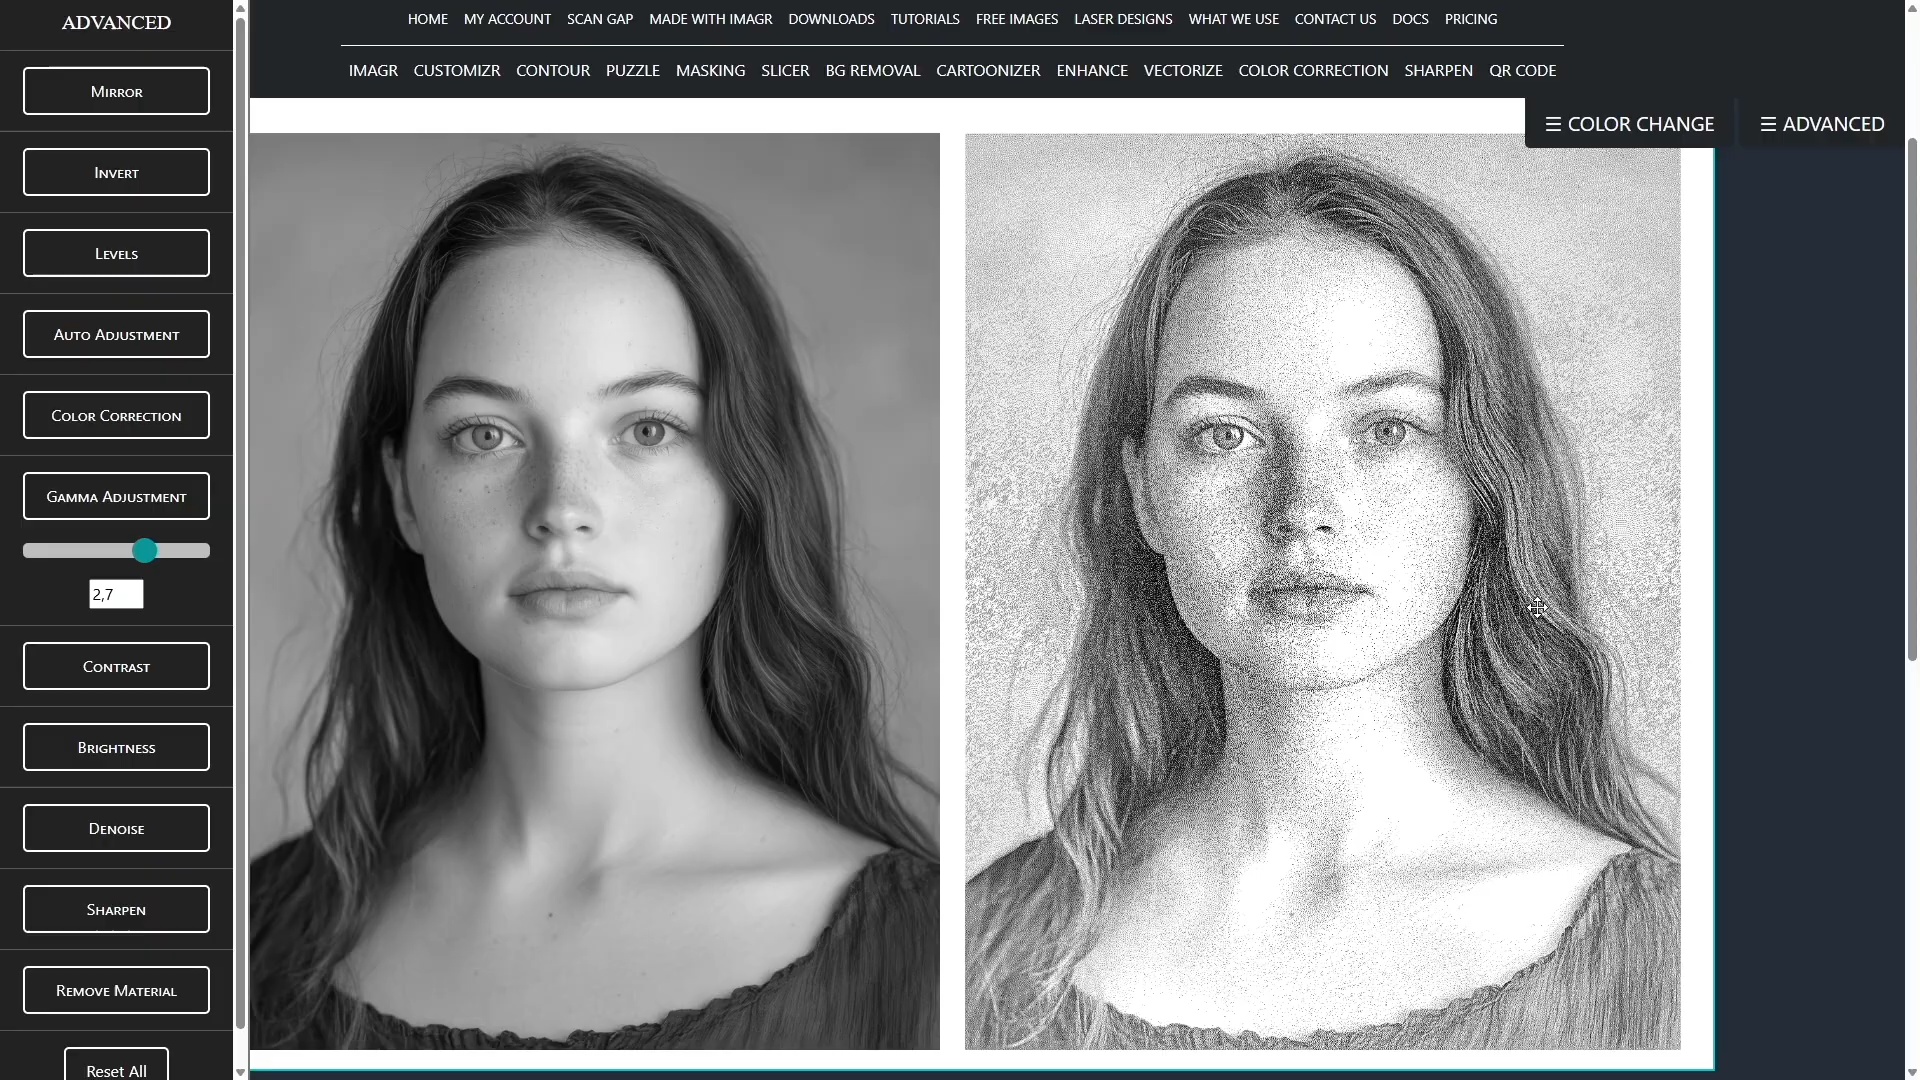 ADVANCED
HOME MY ACCOUNT SCAN GAP MADE WITH IMAGR DOWNLOADS TUTORIALS FREE IMAGES LASER DESIGNS WHAT WE USE CONTACT US DOCS PRICING
IMAGR CUSTOMIZR CONTOUR PUZZLE MASKING SLICER BG REMOVAL CARTOONIZER ENHANCE VECTORIZE COLOR CORRECTION SHARPEN QR CODE
☰ COLOR CHANGE ☰ ADVANCED
Mirror
Invert
Levels
Auto Adjustment
Color Correction
Gamma Adjustment
2,7
Contrast
Brightness
Denoise
Sharpen
Remove Material
Reset All